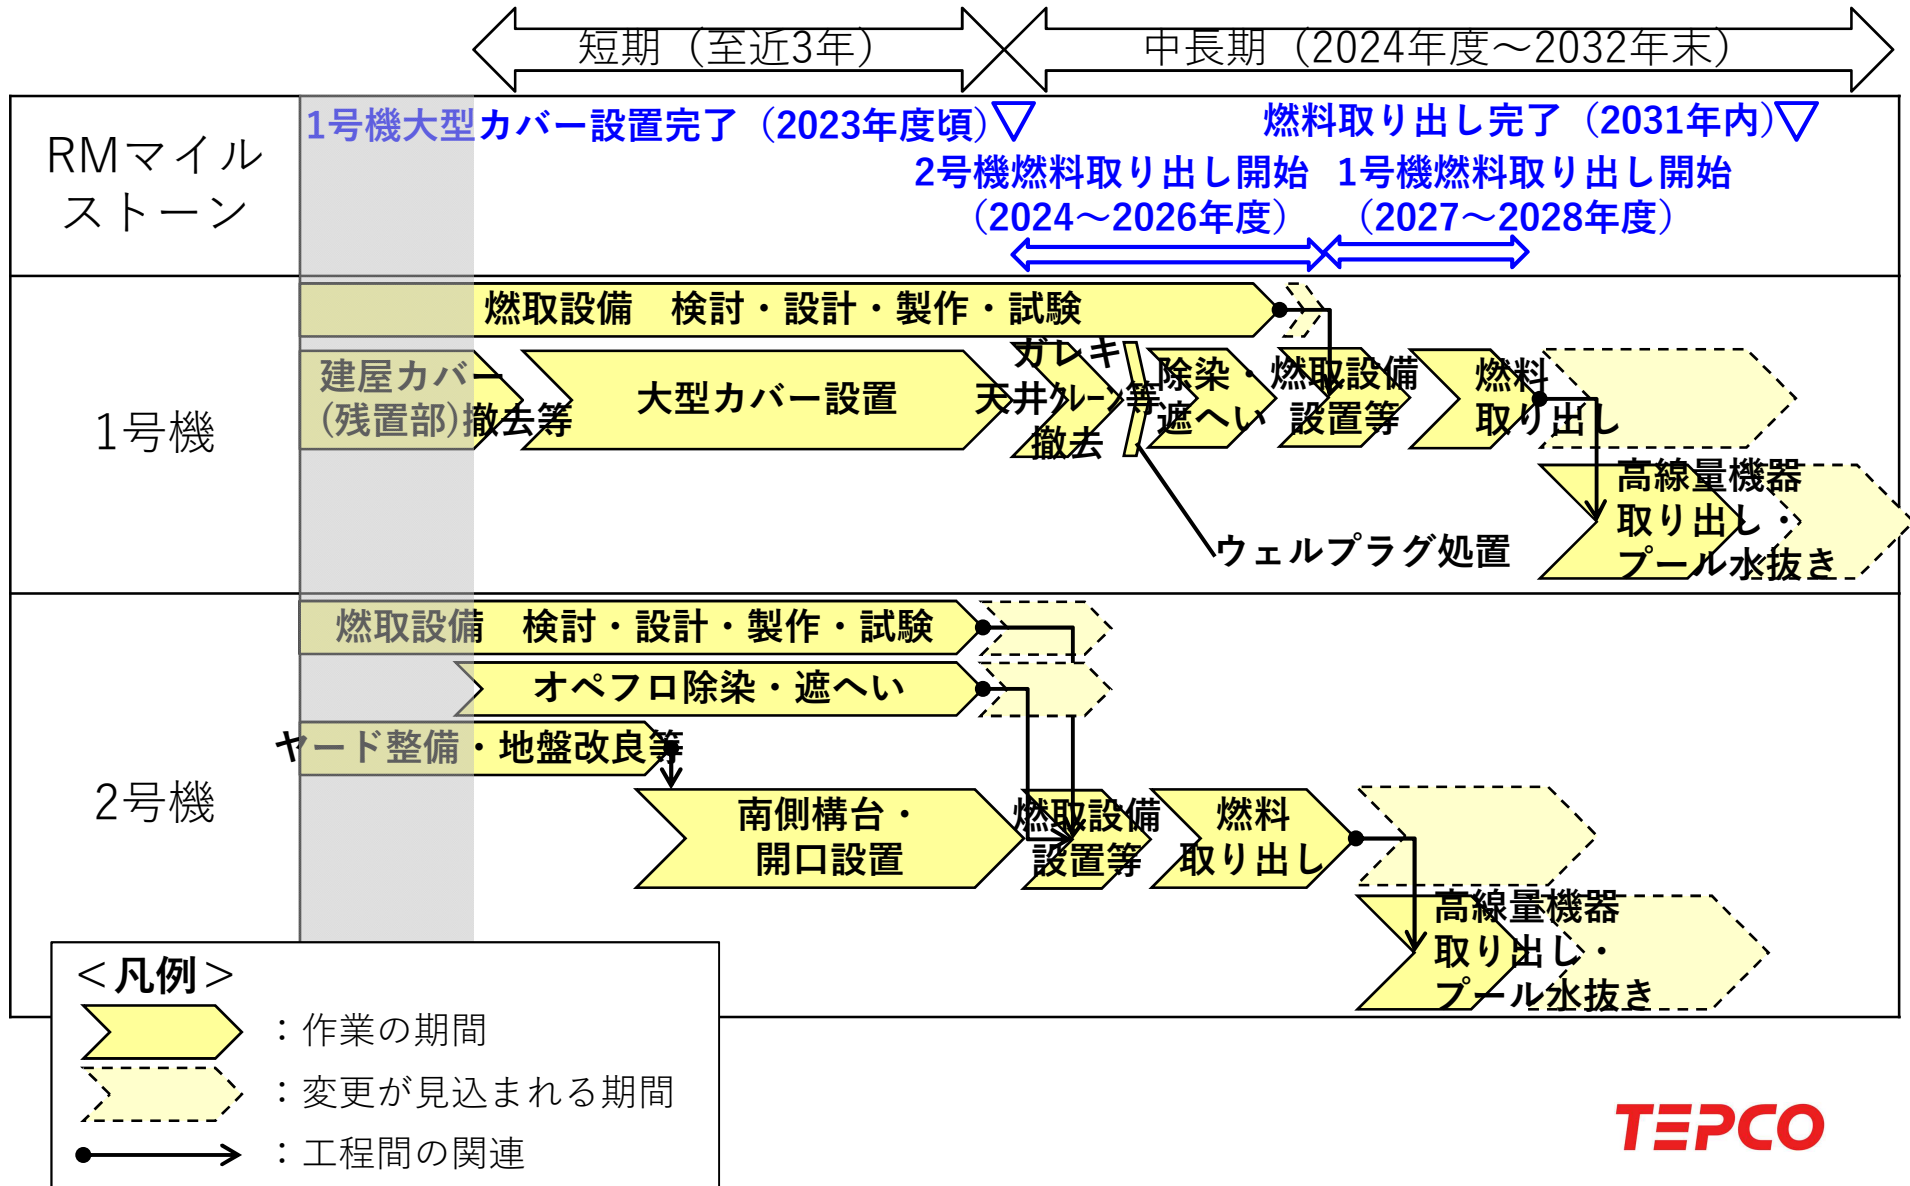 短期（至近3年）
中長期（2024年度～2032年末）
RMマイル
ストーン
1号機大型カバー設置完了（2023年度頃）
燃料取り出し完了（2031年内）
2号機燃料取り出し開始
（2024～2026年度）
1号機燃料取り出し開始
（2027～2028年度）
1号機
燃取設備　検討・設計・製作・試験
建屋カバー
(残置部)撤去等
大型カバー設置
ガレキ
天井クレーン等
撤去
除染・
遮へい
燃取設備
設置等
燃料
取り出し
ウェルプラグ処置
高線量機器
取り出し・
プール水抜き
2号機
燃取設備　検討・設計・製作・試験
オペフロ除染・遮へい
ヤード整備・地盤改良等
南側構台・
開口設置
燃取設備
設置等
燃料
取り出し
高線量機器
取り出し・
プール水抜き
＜凡例＞
：作業の期間
：変更が見込まれる期間
：工程間の関連
TEPCO